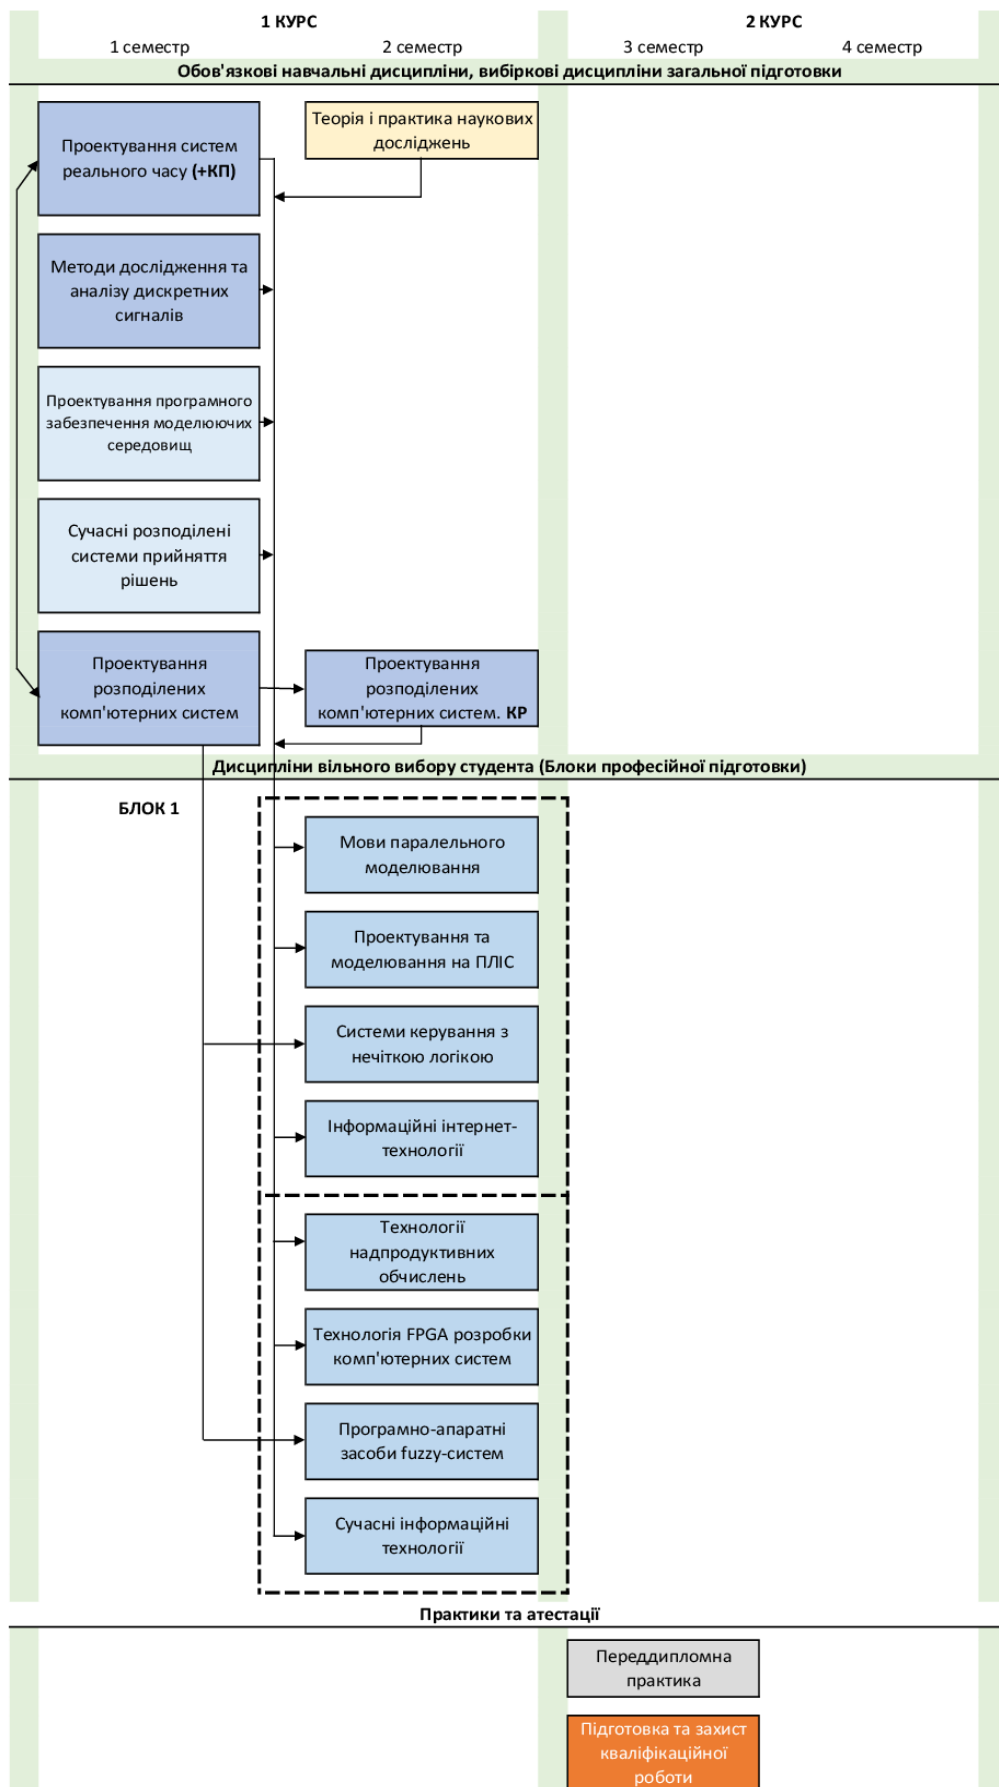 1 КУРС
2 КУРС
1 семестр
2 семестр
3 семестр
4 семестр
Обов'язкові навчальні дисципліни, вибіркові дисципліни загальної підготовки
Проектування систем
реального часу (+КП)
Теорія і практика наукових
досліджень
Методи дослідження та
аналізу дискретних
сигналів
Проектування програмного
забезпечення моделюючих
середовищ
Сучасні розподілені
системи прийняття
рішень
Проектування
розподілених
комп'ютерних систем
Проектування
розподілених
комп'ютерних систем. КР
Дисципліни вільного вибору студента (Блоки професійної підготовки)
БЛОК 1
Мови паралельного
моделювання
Проектування та
моделювання на ПЛІС
Системи керування з
нечіткою логікою
Інформаційні інтернет-
технології
Технології
надпродуктивних
обчислень
Технологія FPGA розробки
комп'ютерних систем
Програмно-апаратні
засоби fuzzy-систем
Сучасні інформаційні
технології
Практики та атестації
Переддипломна
практика
Підготовка та захист
кваліфікаційної
роботи